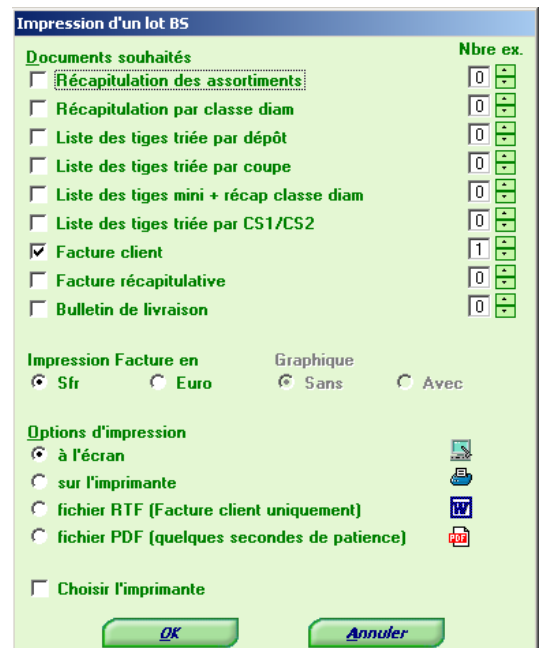 Impression d'un lot BS
Documents souhaités Nbre ex.
Récapitulation des assortiments 0
Récapitulation par classe diam 0
Liste des tiges triée par dépôt 0
Liste des tiges triée par coupe 0
Liste des tiges mini + récap classe diam 0
Liste des tiges triée par CS1/CS2 0
Facture client 1
Facture récapitulative 0
Bulletin de livraison 0
Impression Facture en Graphique
Sfr Euro Sans Avec
Options d'impression
à l'écran
sur l'imprimante
fichier RTF (Facture client uniquement) W
fichier PDF (quelques secondes de patience) PDF
Choisir l'imprimante
OK Annuler